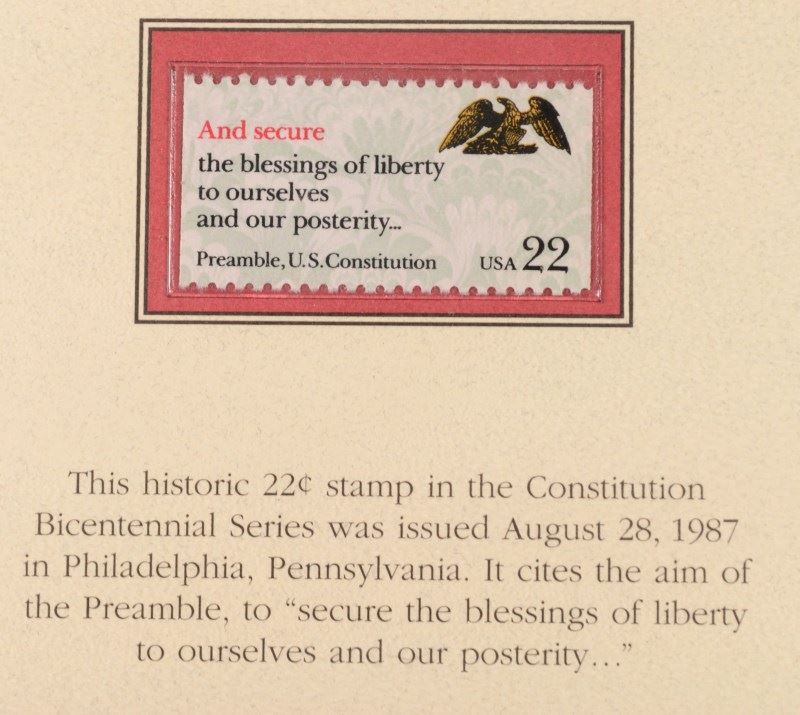 And secure
the blessings of liberty
to ourselves
and our posterity...
Preamble, U.S. Constitution USA 22
This historic 22¢ stamp in the Constitution
Bicentennial Series was issued August 28, 1987
in Philadelphia, Pennsylvania. It cites the aim of
the Preamble, to “secure the blessings of liberty
to ourselves and our posterity...”